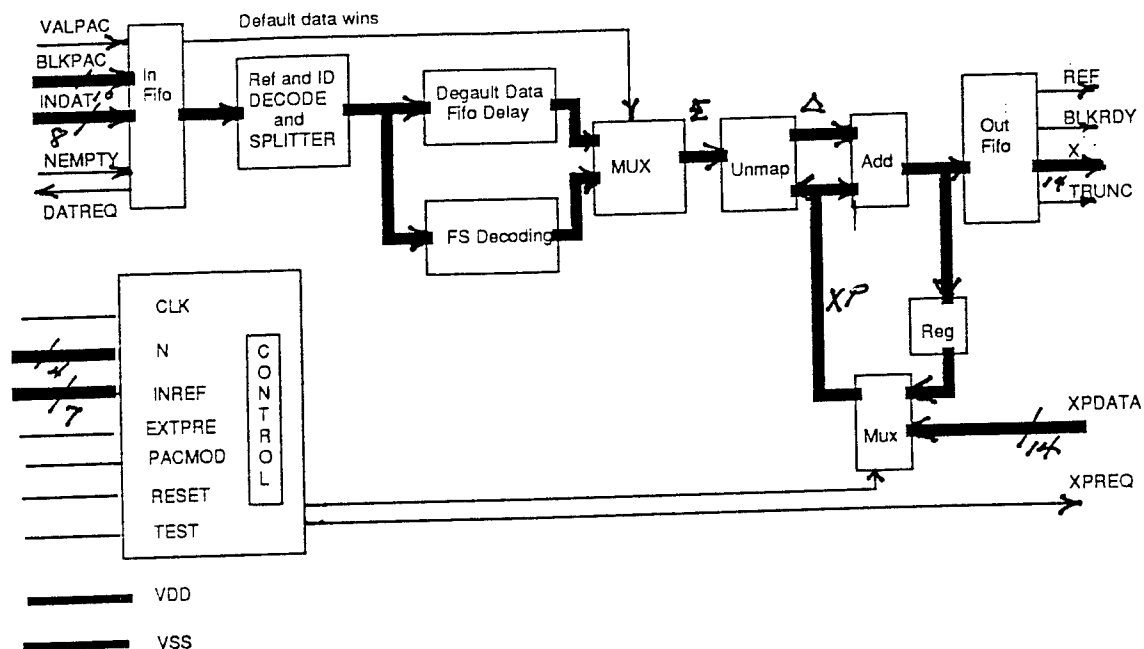 VALPAC
Default data wins
BLKPAC
16
INDAT
8
In
Fifo
NEMPTY
DATREQ
Ref and ID
DECODE
and
SPLITTER
Degault Data
Fifo Delay
FS Decoding
MUX
Σ
Unmap
Δ
Add
Out
Fifo
REF
BLKRDY
X
14
TRUNC
XP
Reg
Mux
XPDATA
14
XPREQ
CLK
N
4
INREF
7
EXTPRE
PACMOD
RESET
TEST
CONTROL
VDD
VSS